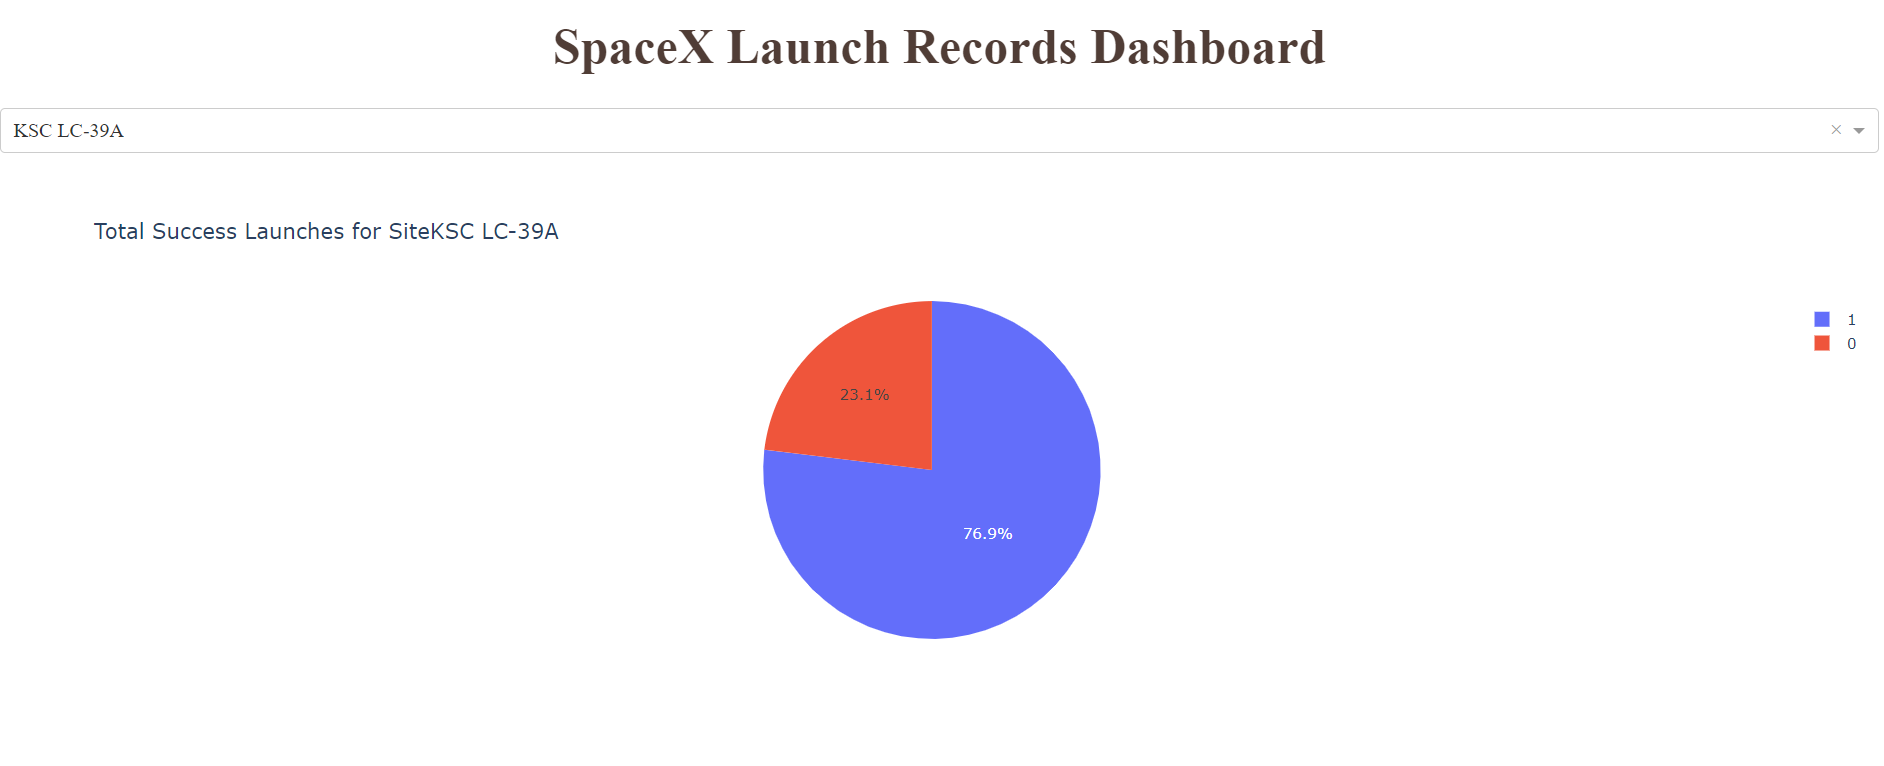 SpaceX Launch Records Dashboard
KSC LC-39A ×
Total Success Launches for SiteKSC LC-39A
1
0
23.1%
76.9%